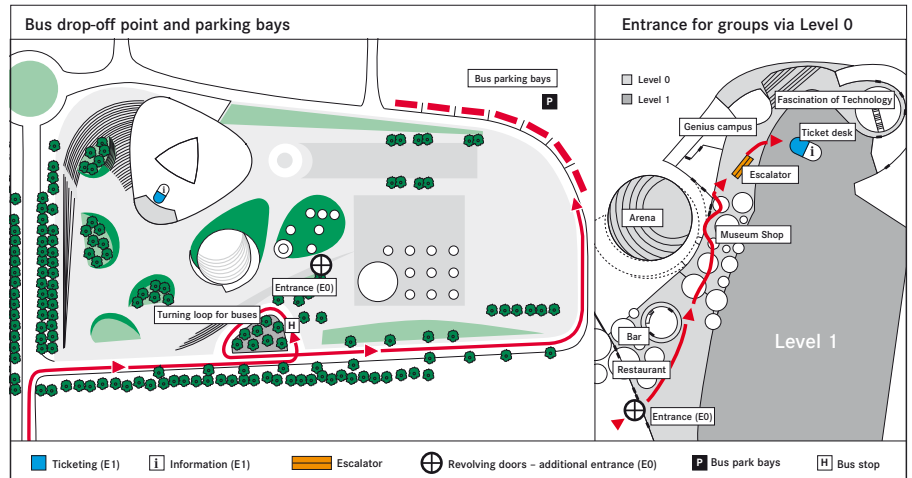 Bus drop-off point and parking bays
Bus parking bays
P
i
Entrance (E0)
Turning loop for buses
H
Entrance for groups via Level 0
Level 0
Level 1
Fascination of Technology
Genius campus
Ticket desk
i
Escalator
Arena
Museum Shop
Bar
Level 1
Restaurant
Entrance (E0)
Ticketing (E1)
i Information (E1)
Escalator
Revolving doors – additional entrance (E0)
P Bus park bays
H Bus stop